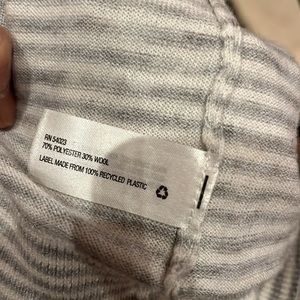 RN 54023
70% POLYESTER 30% WOOL
LABEL MADE FROM 100% RECYCLED PLASTIC